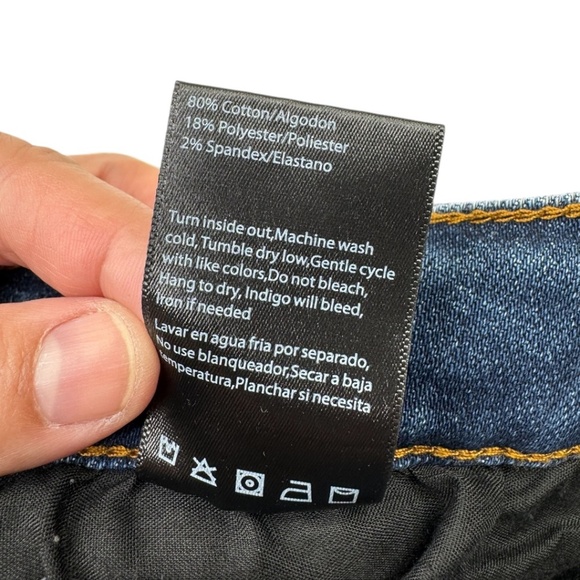 80% Cotton/Algodon
18% Polyester/Poliester
2% Spandex/Elastano
Turn inside out,Machine wash
cold, Tumble dry low,Gentle cycle
with like colors,Do not bleach,
Hang to dry, Indigo will bleed,
Iron if needed
Lavar en agua fria por separado,
No use blanqueador,Secar a baja
temperatura,Planchar si necesita